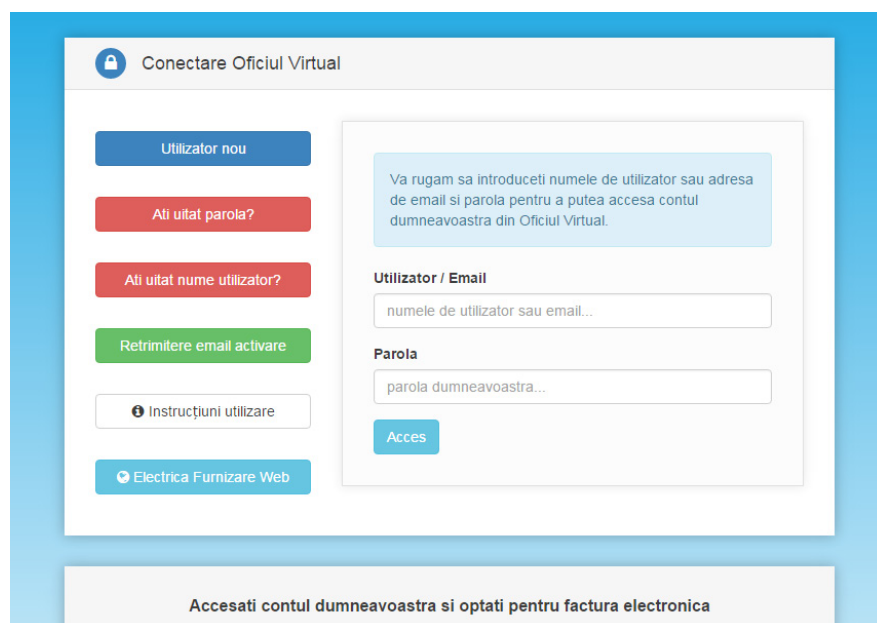 Conectare Oficiul Virtual
Utilizator nou
Ati uitat parola?
Ati uitat nume utilizator?
Retrimitere email activare
Instrucțiuni utilizare
Electrica Furnizare Web
Va rugam sa introduceti numele de utilizator sau adresa
de email si parola pentru a putea accesa contul
dumneavoastra din Oficiul Virtual.
Utilizator / Email
numele de utilizator sau email...
Parola
parola dumneavoastra...
Acces
Accesati contul dumneavoastra si optati pentru factura electronica